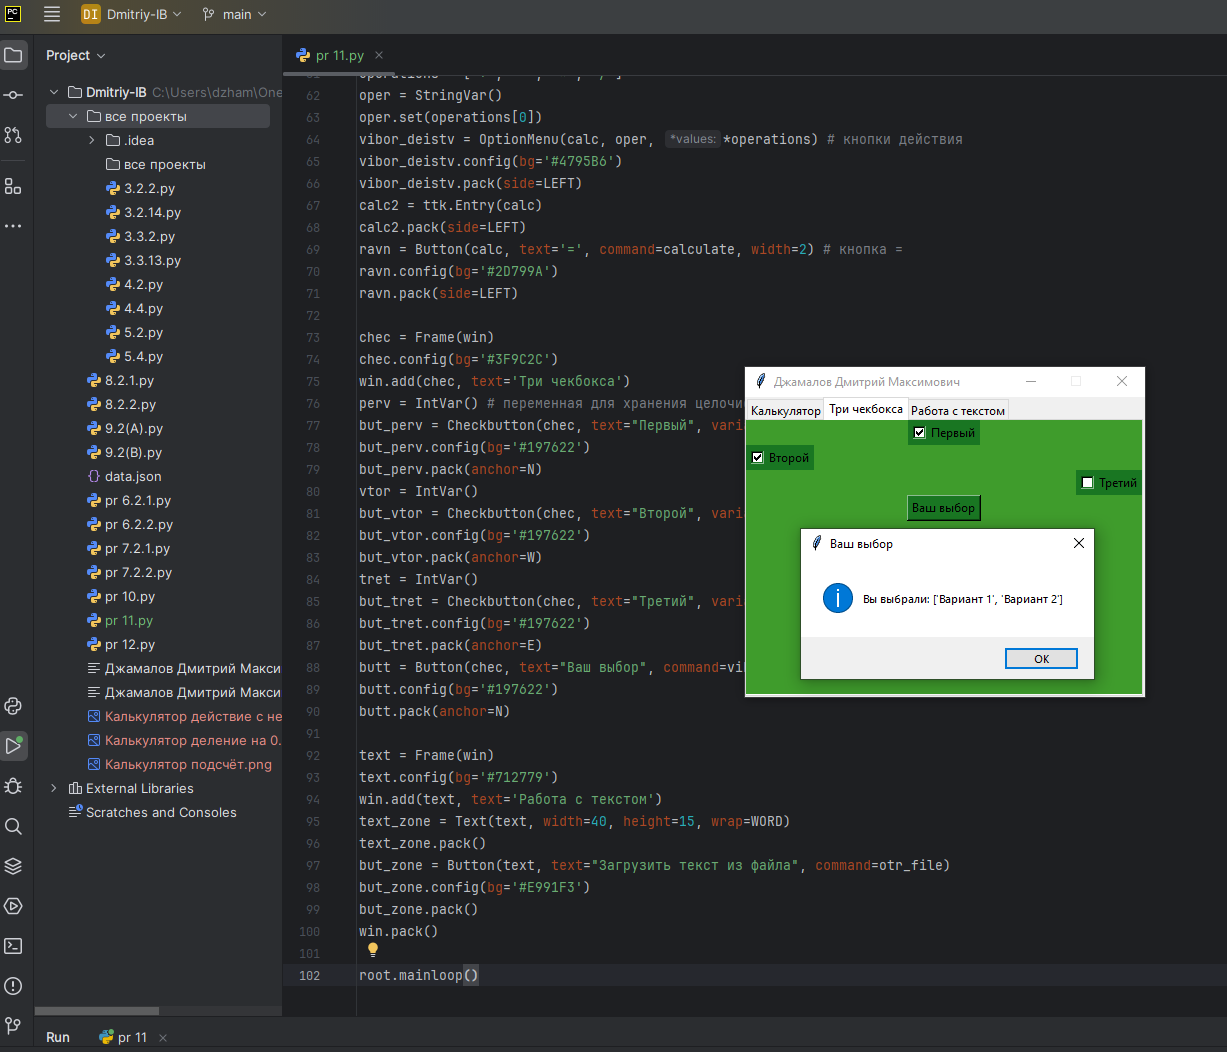 PC
DI Dmitriy-IB main
Project
pr 11.py
Dmitriy-IB C:\Users\dzham\One
все проекты
.idea
все проекты
3.2.2.py
3.2.14.py
3.3.2.py
3.3.13.py
4.2.py
4.4.py
5.2.py
5.4.py
8.2.1.py
8.2.2.py
9.2(A).py
9.2(B).py
data.json
pr 6.2.1.py
pr 6.2.2.py
pr 7.2.1.py
pr 7.2.2.py
pr 10.py
pr 11.py
pr 12.py
Джамалов Дмитрий Макси
Джамалов Дмитрий Макси
Калькулятор действие с не
Калькулятор деление на 0.
Калькулятор подсчёт.png
External Libraries
Scratches and Consoles
62 oper = StringVar()
63 oper.set(operations[0])
64 vibor_deistv = OptionMenu(calc, oper, *values: *operations) # кнопки действия
65 vibor_deistv.config(bg='#4795B6')
66 vibor_deistv.pack(side=LEFT)
67 calc2 = ttk.Entry(calc)
68 calc2.pack(side=LEFT)
69 ravn = Button(calc, text='=', command=calculate, width=2) # кнопка =
70 ravn.config(bg='#2D799A')
71 ravn.pack(side=LEFT)
72
73 chec = Frame(win)
74 chec.config(bg='#3F9C2C')
75 win.add(chec, text='Три чекбокса')
76 perv = IntVar() # переменная для хранения целочи
77 but_perv = Checkbutton(chec, text="Первый", vari
78 but_perv.config(bg='#197622')
79 but_perv.pack(anchor=N)
80 vtor = IntVar()
81 but_vtor = Checkbutton(chec, text="Второй", vari
82 but_vtor.config(bg='#197622')
83 but_vtor.pack(anchor=W)
84 tret = IntVar()
85 but_tret = Checkbutton(chec, text="Третий", vari
86 but_tret.config(bg='#197622')
87 but_tret.pack(anchor=E)
88 butt = Button(chec, text="Ваш выбор", command=vi
89 butt.config(bg='#197622')
90 butt.pack(anchor=N)
91
92 text = Frame(win)
93 text.config(bg='#712779')
94 win.add(text, text='Работа с текстом')
95 text_zone = Text(text, width=40, height=15, wrap=WORD)
96 text_zone.pack()
97 but_zone = Button(text, text="Загрузить текст из файла", command=otr_file)
98 but_zone.config(bg='#E991F3')
99 but_zone.pack()
100 win.pack()
101
102 root.mainloop()
Джамалов Дмитрий Максимович
Калькулятор Три чекбокса Работа с текстом
Первый
Второй
Третий
Ваш выбор
Ваш выбор
Вы выбрали: ['Вариант 1', 'Вариант 2']
OK
Run pr 11